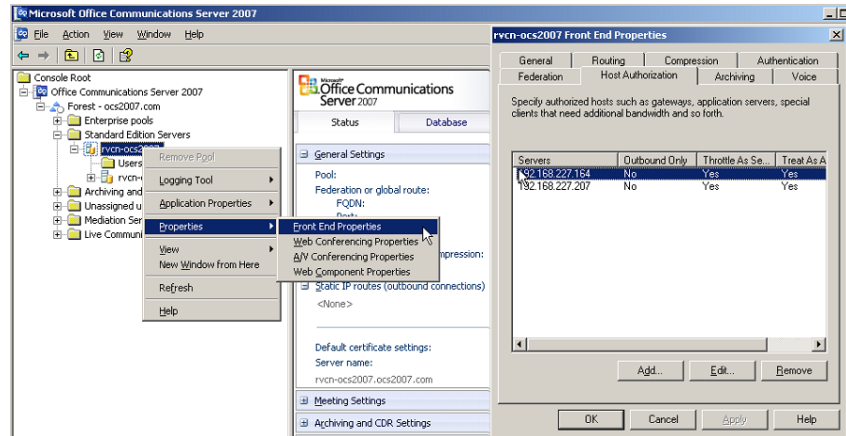 Microsoft Office Communications Server 2007
File Action View Window Help
Console Root
Office Communications Server 2007
Forest - ocs2007.com
Enterprise pools
Standard Edition Servers
rvcn-ocs2007
Users
rvcn-
Archiving and
Unassigned u
Mediation Ser
Live Communi
Remove Pool
Logging Tool
Application Properties
Properties
View
New Window from Here
Refresh
Help
Front End Properties
Web Conferencing Properties
A/V Conferencing Properties
Web Component Properties
Microsoft
Office Communications
Server 2007
Status Database
General Settings
Pool:
Federation or global route:
FQDN:
Port:
mpression:
Static IP routes (outbound connections)
<None>
Default certificate settings:
Server name:
rvcn-ocs2007.ocs2007.com
Meeting Settings
Archiving and CDR Settings
rvcn-ocs2007 Front End Properties
General Routing Compression Authentication
Federation Host Authorization Archiving Voice
Specify authorized hosts such as gateways, application servers, special
clients that need additional bandwidth and so forth.
Servers Outbound Only Throttle As Se... Treat As A
192.168.227.164 No Yes Yes
192.168.227.207 No Yes Yes
Add... Edit... Remove
OK Cancel Apply Help